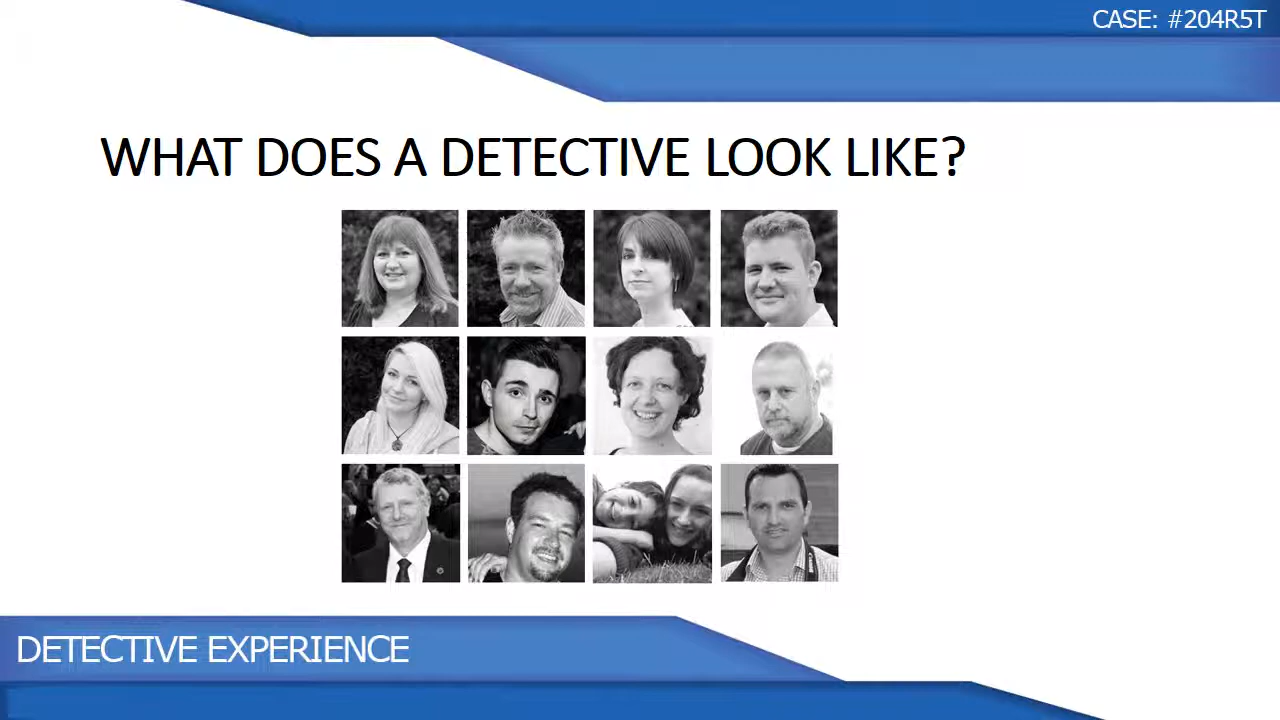 CASE: #204R5T
WHAT DOES A DETECTIVE LOOK LIKE?
DETECTIVE EXPERIENCE